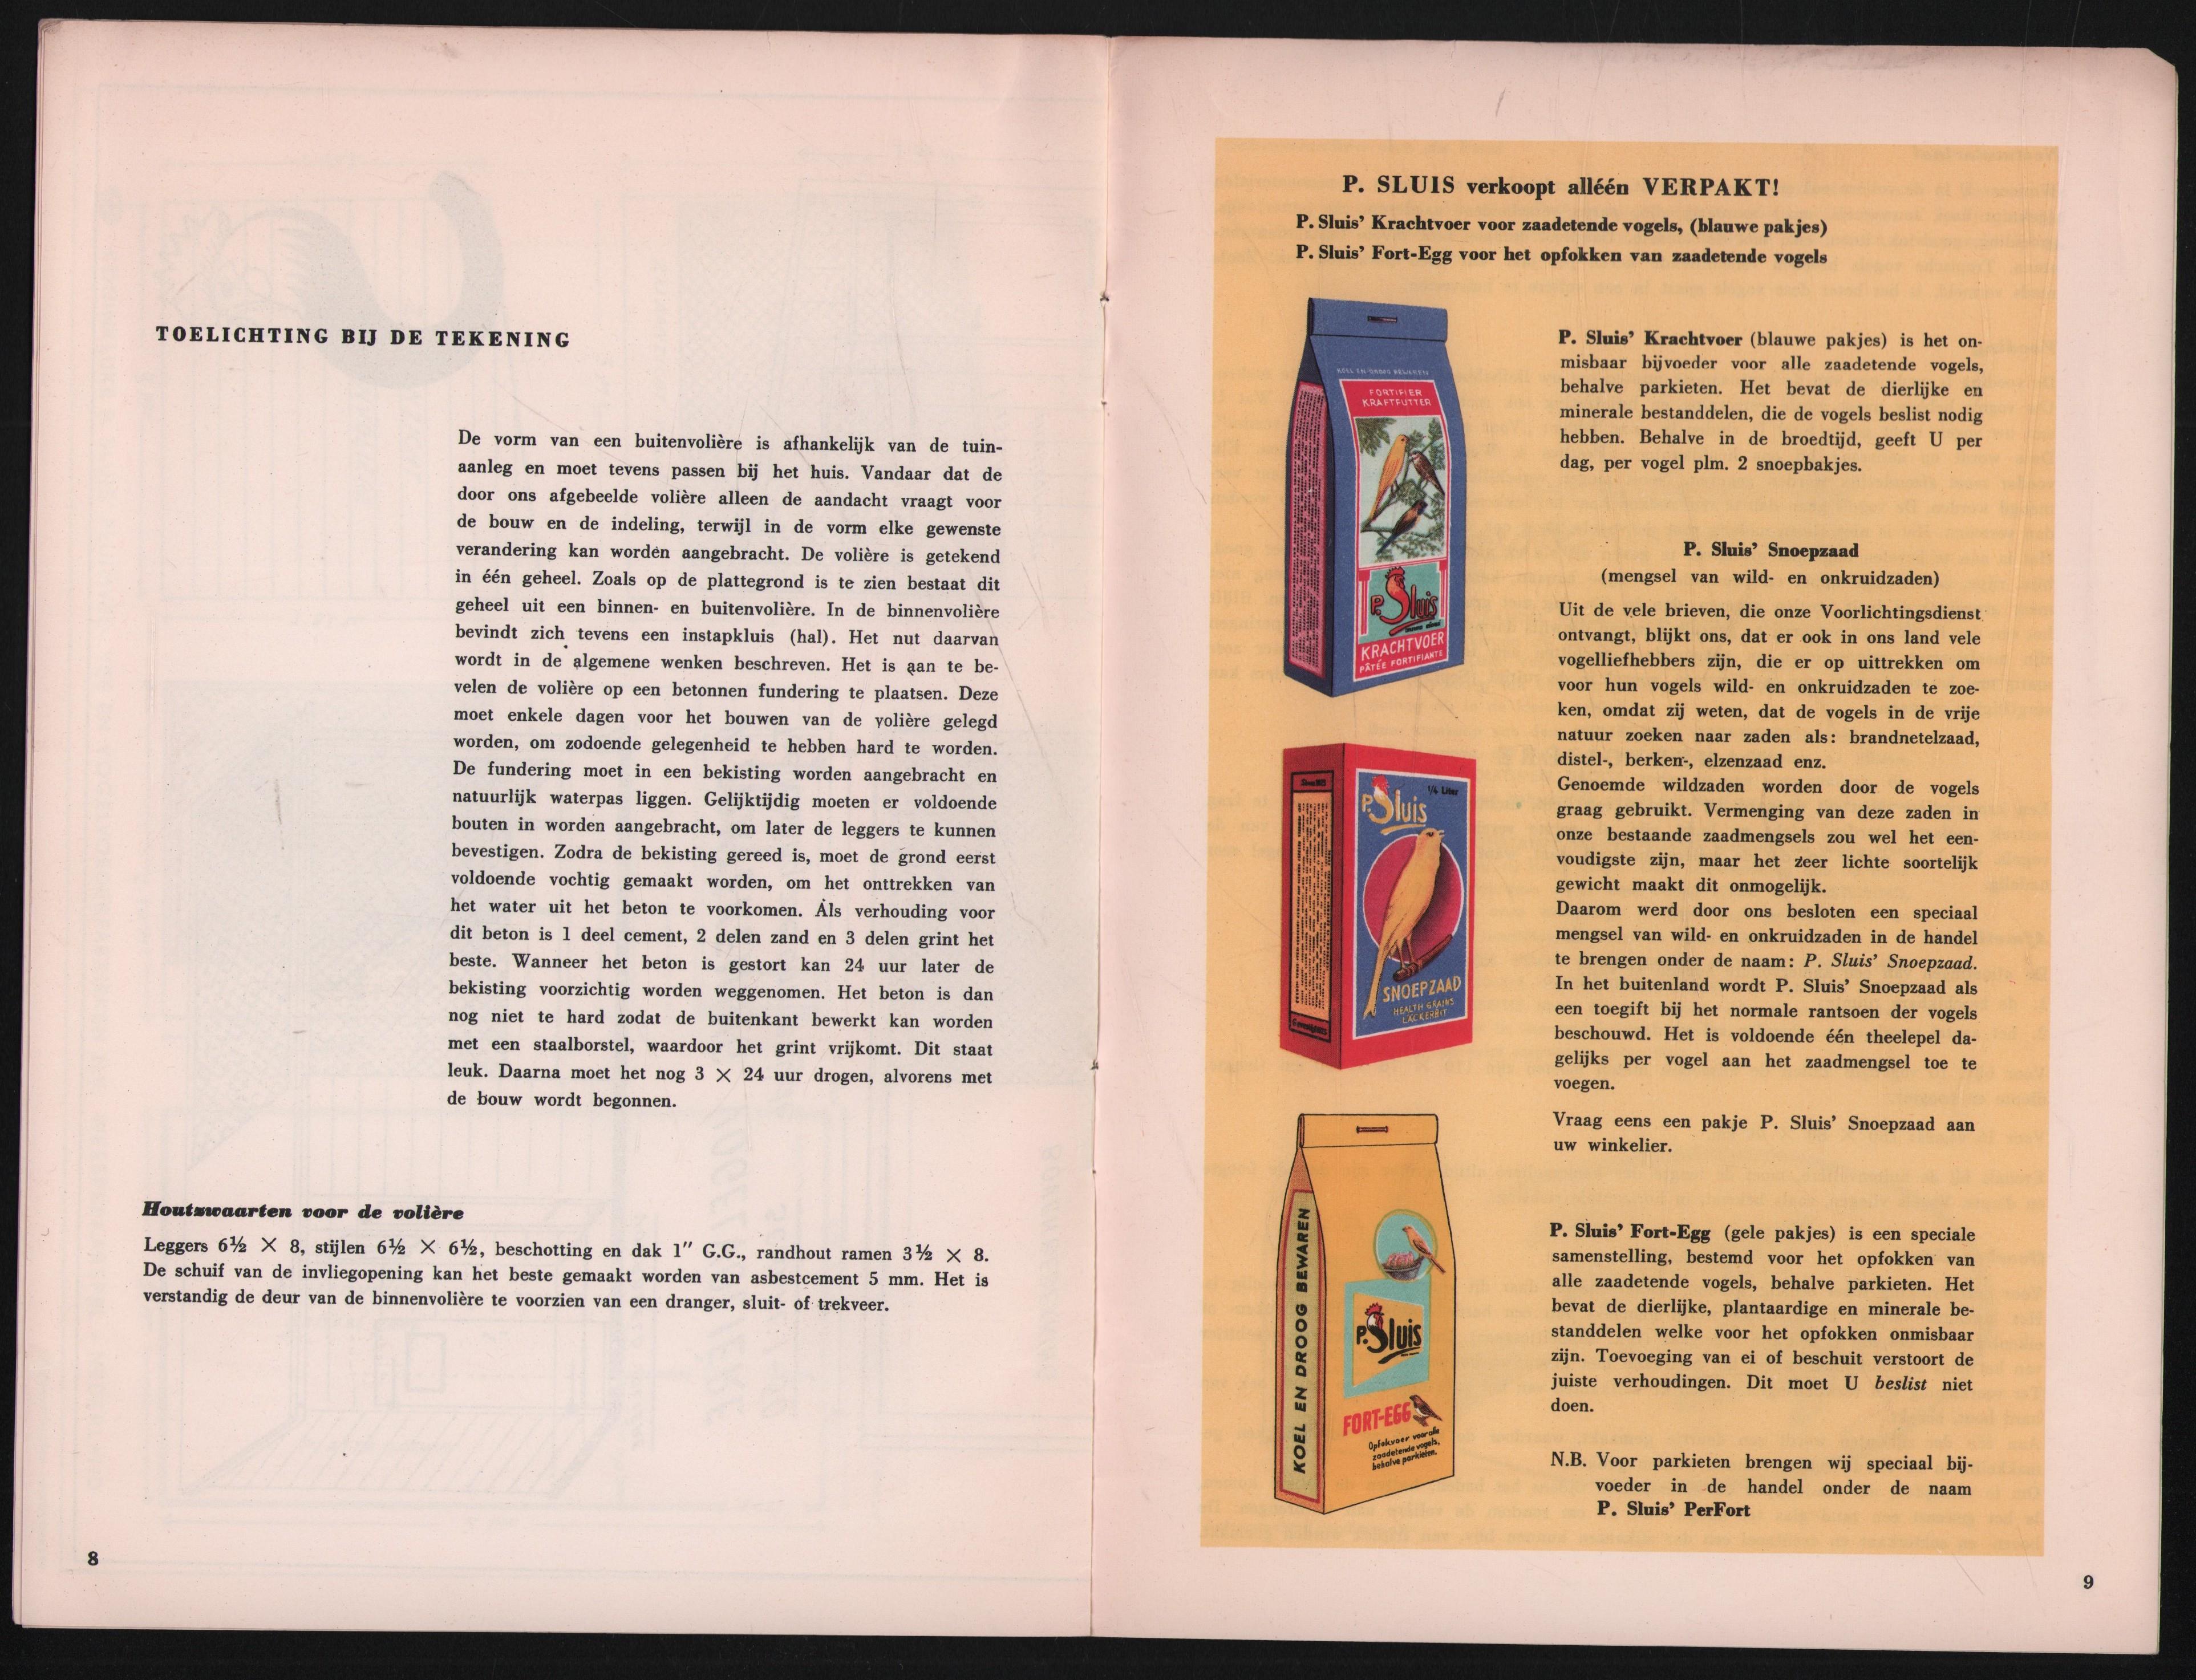 TOELICHTING BIJ DE TEKENING
De vorm van een buitenvolière is afhankelijk van de tuin-
aanleg en moet tevens passen bij het huis. Vandaar dat de
door ons afgebeelde volière alleen de aandacht vraagt voor
de bouw en de indeling, terwijl in de vorm elke gewenste
verandering kan worden aangebracht. De volière is getekend
in één geheel. Zoals op de plattegrond is te zien bestaat dit
geheel uit een binnen- en buitenvolière. In de binnenvolière
bevindt zich tevens een instapkluis (hal). Het nut daarvan
wordt in de algemene wenken beschreven. Het is aan te be-
velen de volière op een betonnen fundering te plaatsen. Deze
moet enkele dagen voor het bouwen van de volière gelegd
worden, om zodoende gelegenheid te hebben hard te worden.
De fundering moet in een bekisting worden aangebracht en
natuurlijk waterpas liggen. Gelijktijdig moeten er voldoende
bouten in worden aangebracht, om later de leggers te kunnen
bevestigen. Zodra de bekisting gereed is, moet de grond eerst
voldoende vochtig gemaakt worden, om het onttrekken van
het water uit het beton te voorkomen. Als verhouding voor
dit beton is 1 deel cement, 2 delen zand en 3 delen grint het
beste. Wanneer het beton is gestort kan 24 uur later de
bekisting voorzichtig worden weggenomen. Het beton is dan
nog niet te hard zodat de buitenkant bewerkt kan worden
met een staalborstel, waardoor het grint vrijkomt. Dit staat
leuk. Daarna moet het nog 3 × 24 uur drogen, alvorens met
de bouw wordt begonnen.
Houtzwaarten voor de volière
Leggers 6½ × 8, stijlen 6½ × 6½, beschotting en dak 1″ G.G., randhout ramen 3½ × 8.
De schuif van de invliegopening kan het beste gemaakt worden van asbestcement 5 mm. Het is
verstandig de deur van de binnenvolière te voorzien van een dranger, sluit- of trekveer.
8
P. SLUIS verkoopt alléén VERPAKT!
P. Sluis' Krachtvoer voor zaadetende vogels, (blauwe pakjes)
P. Sluis' Fort-Egg voor het opfokken van zaadetende vogels
KOEL EN DROOG BEWAREN
FORTIFIER
KRAFTFUTTER
P. Sluis
KRACHTVOER
PÂTÉE FORTIFIANTE
P. Sluis' Krachtvoer (blauwe pakjes) is het on-
misbaar bijvoeder voor alle zaadetende vogels,
behalve parkieten. Het bevat de dierlijke en
minerale bestanddelen, die de vogels beslist nodig
hebben. Behalve in de broedtijd, geeft U per
dag, per vogel plm. 2 snoepbakjes.
P. Sluis' Snoepzaad
(mengsel van wild- en onkruidzaden)
Uit de vele brieven, die onze Voorlichtingsdienst
ontvangt, blijkt ons, dat er ook in ons land vele
vogelliefhebbers zijn, die er op uittrekken om
voor hun vogels wild- en onkruidzaden te zoe-
ken, omdat zij weten, dat de vogels in de vrije
natuur zoeken naar zaden als: brandnetelzaad,
distel-, berken-, elzenzaad enz.
Genoemde wildzaden worden door de vogels
graag gebruikt. Vermenging van deze zaden in
onze bestaande zaadmengsels zou wel het een-
voudigste zijn, maar het zeer lichte soortelijk
gewicht maakt dit onmogelijk.
Daarom werd door ons besloten een speciaal
mengsel van wild- en onkruidzaden in de handel
te brengen onder de naam: P. Sluis' Snoepzaad.
In het buitenland wordt P. Sluis' Snoepzaad als
een toegift bij het normale rantsoen der vogels
beschouwd. Het is voldoende één theelepel da-
gelijks per vogel aan het zaadmengsel toe te
voegen.
Vraag eens een pakje P. Sluis' Snoepzaad aan
uw winkelier.
P. Sluis
¼ Liter
SNOEPZAAD
HEALTH GRAINS
LACKERBIT
P. Sluis' Fort-Egg (gele pakjes) is een speciale
samenstelling, bestemd voor het opfokken van
alle zaadetende vogels, behalve parkieten. Het
bevat de dierlijke, plantaardige en minerale be-
standdelen welke voor het opfokken onmisbaar
zijn. Toevoeging van ei of beschuit verstoort de
juiste verhoudingen. Dit moet U beslist niet
doen.
N.B. Voor parkieten brengen wij speciaal bij-
voeder in de handel onder de naam
P. Sluis' PerFort
KOEL EN DROOG BEWAREN
P. Sluis
FORT-EGG
Opfokvoer voor alle
zaadetende vogels,
behalve parkieten.
9